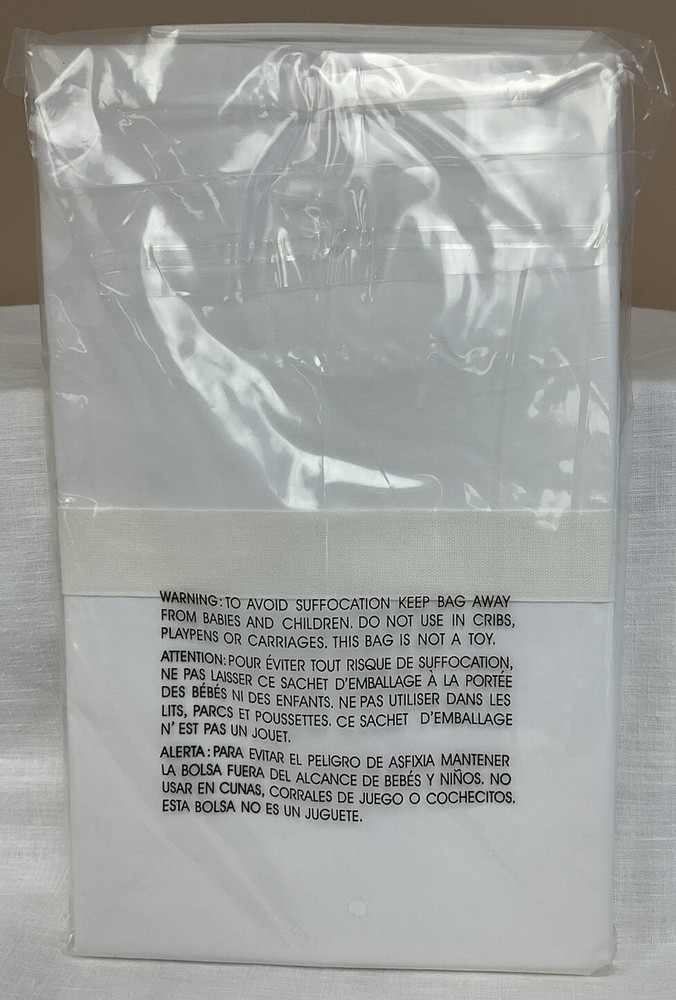 WARNING: TO AVOID SUFFOCATION KEEP BAG AWAY
FROM BABIES AND CHILDREN. DO NOT USE IN CRIBS,
PLAYPENS OR CARRIAGES. THIS BAG IS NOT A TOY.
ATTENTION: POUR ÉVITER TOUT RISQUE DE SUFFOCATION,
NE PAS LAISSER CE SACHET D'EMBALLAGE À LA PORTÉE
DES BÉBÉS NI DES ENFANTS. NE PAS UTILISER DANS LES
LITS, PARCS ET POUSSETTES. CE SACHET D'EMBALLAGE
N'EST PAS UN JOUET.
ALERTA: PARA EVITAR EL PELIGRO DE ASFIXIA MANTENER
LA BOLSA FUERA DEL ALCANCE DE BEBÉS Y NIÑOS. NO
USAR EN CUNAS, CORRALES DE JUEGO O COCHECITOS.
ESTA BOLSA NO ES UN JUGUETE.